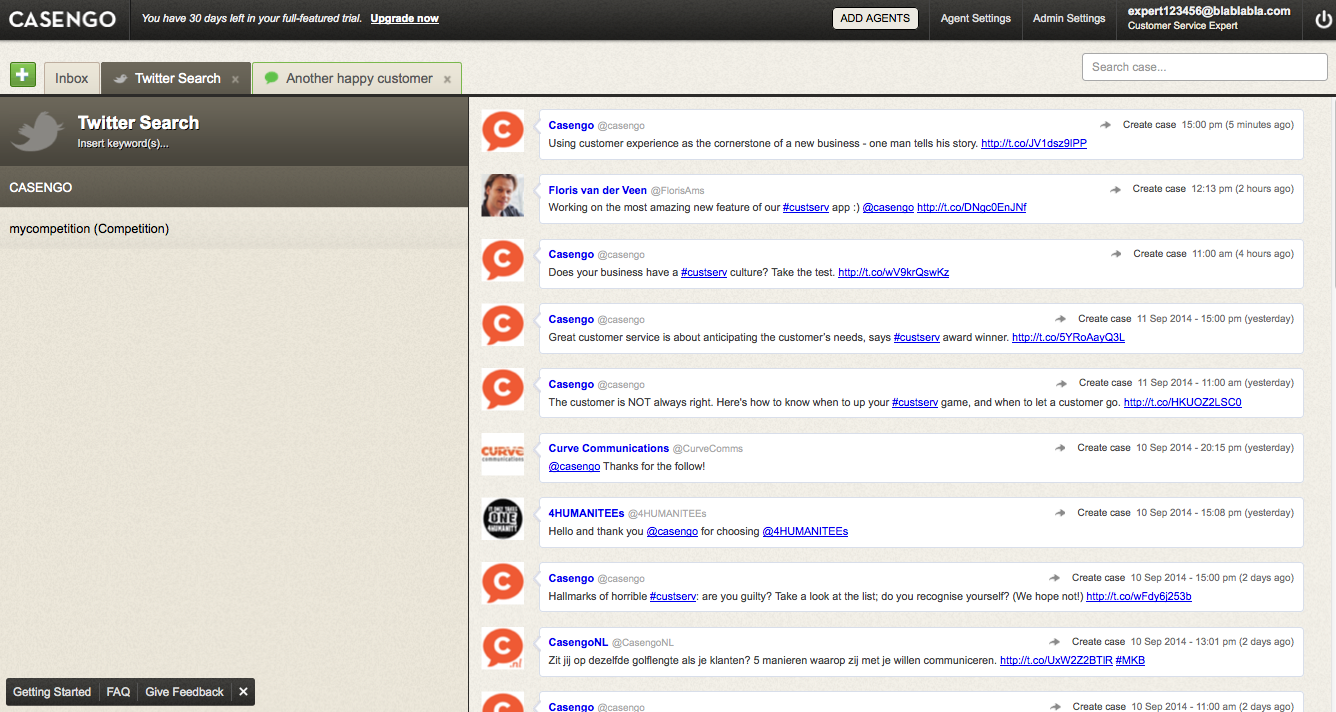 CASENGO
You have 30 days left in your full-featured trial. Upgrade now
ADD AGENTS
Agent Settings
Admin Settings
expert123456@blablabla.com
Customer Service Expert
Inbox
Twitter Search ×
Another happy customer ×
Search case...
Twitter Search
Insert keyword(s)...
CASENGO
mycompetition (Competition)
Casengo @casengo Create case 15:00 pm (5 minutes ago)
Using customer experience as the cornerstone of a new business - one man tells his story. http://t.co/JV1dsz9lPP
Floris van der Veen @FlorisAms Create case 12:13 pm (2 hours ago)
Working on the most amazing new feature of our #custserv app :) @casengo http://t.co/DNqc0EnJNf
Casengo @casengo Create case 11:00 am (4 hours ago)
Does your business have a #custserv culture? Take the test. http://t.co/wV9krQswKz
Casengo @casengo Create case 11 Sep 2014 - 15:00 pm (yesterday)
Great customer service is about anticipating the customer's needs, says #custserv award winner. http://t.co/5YRoAayQ3L
Casengo @casengo Create case 11 Sep 2014 - 11:00 am (yesterday)
The customer is NOT always right. Here's how to know when to up your #custserv game, and when to let a customer go. http://t.co/HKUOZ2LSC0
CURVE
communications
Curve Communications @CurveComms Create case 10 Sep 2014 - 20:15 pm (yesterday)
@casengo Thanks for the follow!
IT ONLY TAKES
ONE
4HUMANITY
4HUMANITEEs @4HUMANITEEs Create case 10 Sep 2014 - 15:08 pm (yesterday)
Hello and thank you @casengo for choosing @4HUMANITEEs
Casengo @casengo Create case 10 Sep 2014 - 15:00 pm (2 days ago)
Hallmarks of horrible #custserv: are you guilty? Take a look at the list; do you recognise yourself? (We hope not!) http://t.co/wFdy6j253b
.nl
CasengoNL @CasengoNL Create case 10 Sep 2014 - 13:01 pm (2 days ago)
Zit jij op dezelfde golflengte als je klanten? 5 manieren waarop zij met je willen communiceren. http://t.co/UxW2Z2BTlR #MKB
Casengo @casengo Create case 10 Sep 2014 - 11:00 am (2 days ago)
Getting Started FAQ Give Feedback ×